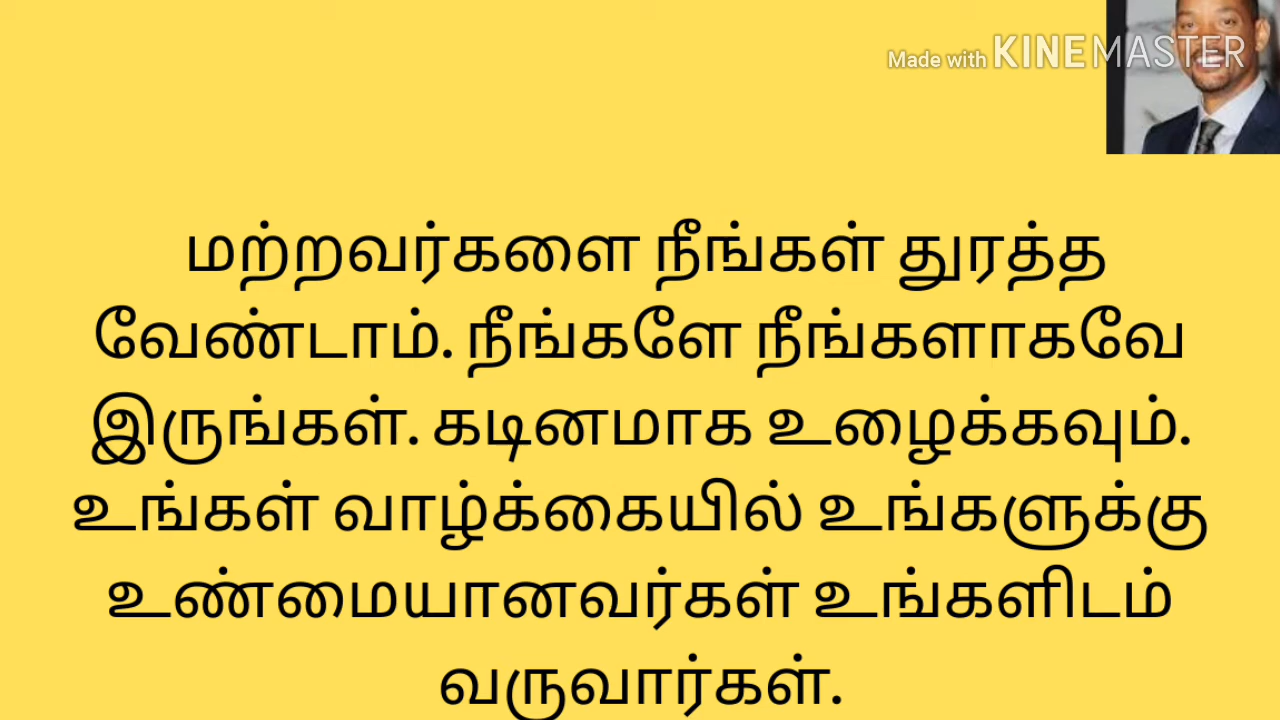 Made with KINEMASTER
மற்றவர்களை நீங்கள் துரத்த
வேண்டாம். நீங்களே நீங்களாகவே
இருங்கள். கடினமாக உழைக்கவும்.
உங்கள் வாழ்க்கையில் உங்களுக்கு
உண்மையானவர்கள் உங்களிடம்
வருவார்கள்.